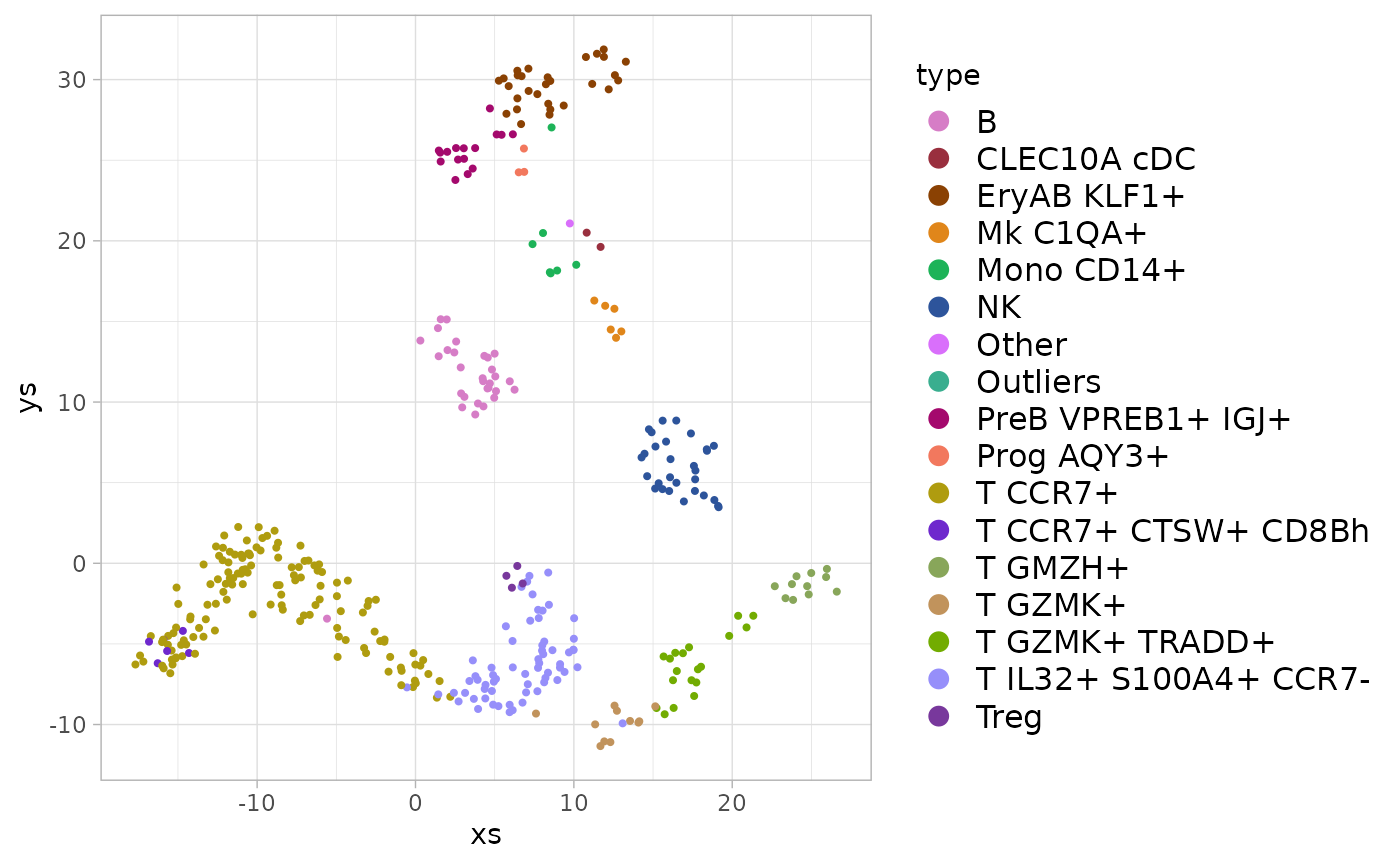 30
20
10
0
-10
ys
-10
0
10
20
xs
type
B
CLEC10A cDC
EryAB KLF1+
Mk C1QA+
Mono CD14+
NK
Other
Outliers
PreB VPREB1+ IGJ+
Prog AQY3+
T CCR7+
T CCR7+ CTSW+ CD8Bh
T GMZH+
T GZMK+
T GZMK+ TRADD+
T IL32+ S100A4+ CCR7-
Treg